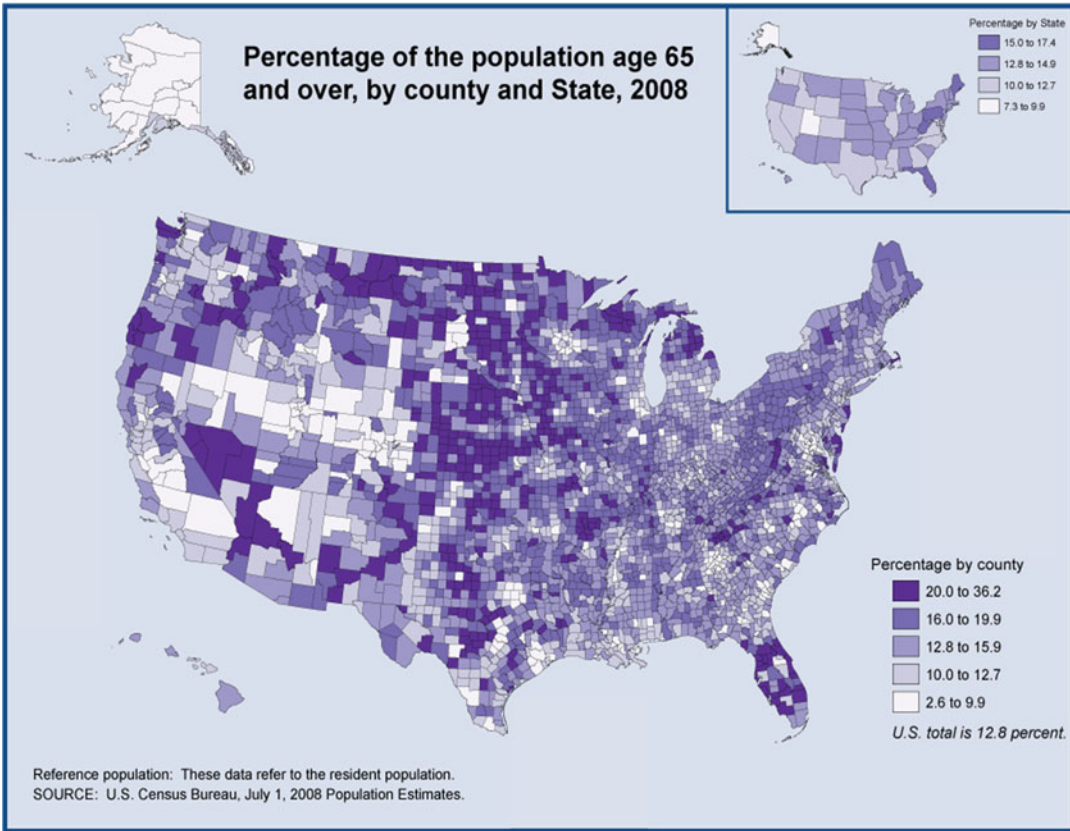 Percentage of the population age 65
and over, by county and State, 2008
Percentage by State
15.0 to 17.4
12.8 to 14.9
10.0 to 12.7
7.3 to 9.9
Percentage by county
20.0 to 36.2
16.0 to 19.9
12.8 to 15.9
10.0 to 12.7
2.6 to 9.9
U.S. total is 12.8 percent.
Reference population: These data refer to the resident population.
SOURCE: U.S. Census Bureau, July 1, 2008 Population Estimates.